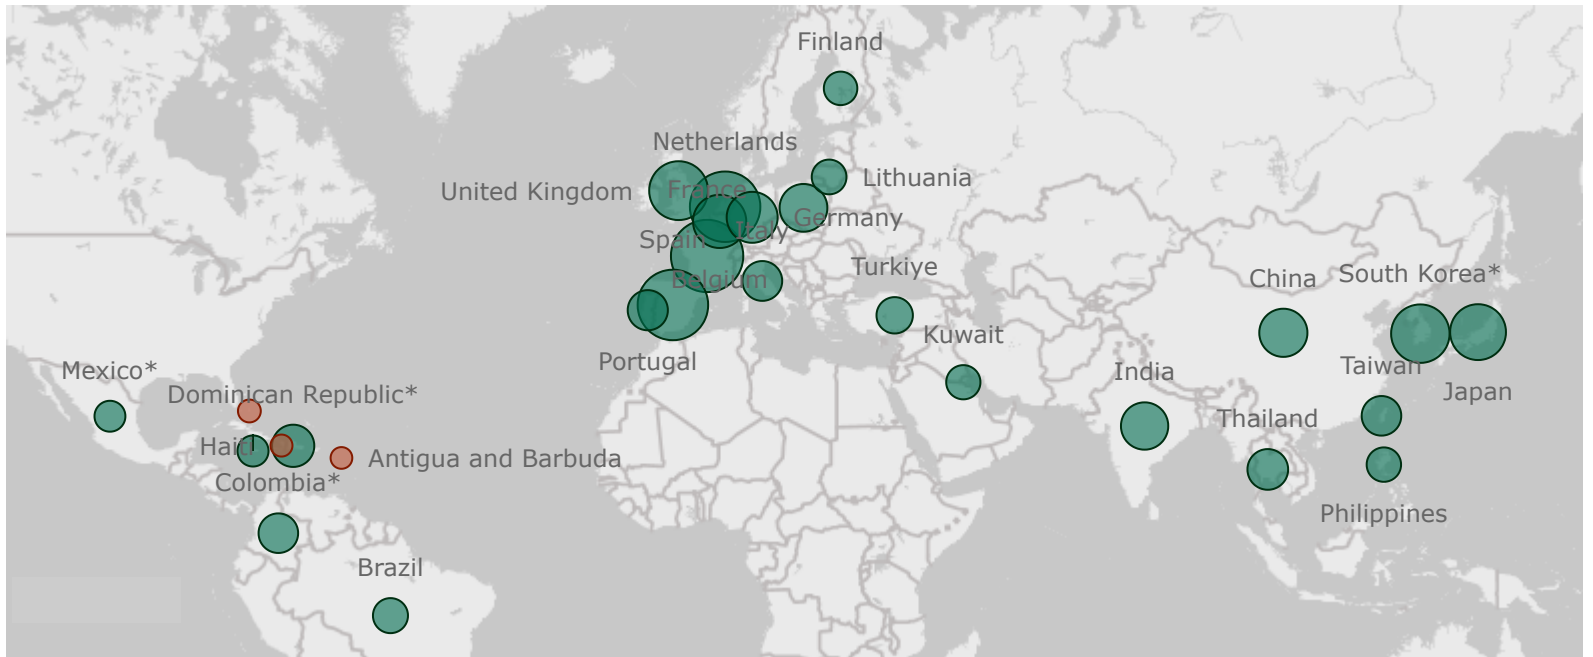 Finland
Netherlands
Lithuania
United Kingdom
France
Germany
Italy
Spain
Turkiye
Belgium
China
South Korea*
Kuwait
Portugal
Taiwan
Mexico*
India
Japan
Dominican Republic*
Thailand
Haiti
Antigua and Barbuda
Colombia*
Philippines
Brazil